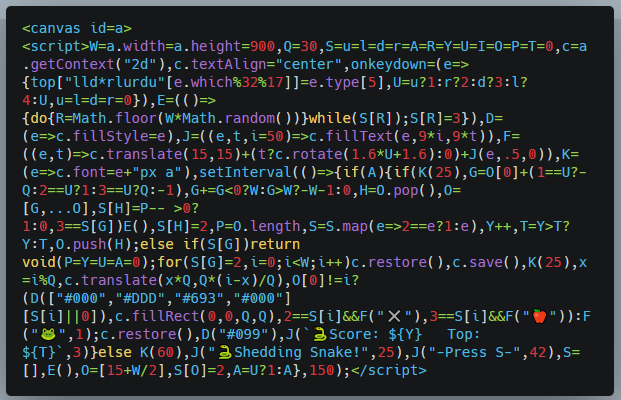 <canvas id=a>
<script>W=a.width=a.height=900,Q=30,S=u=l=d=r=A=R=Y=U=I=O=P=T=0,c=a
.getContext("2d"),c.textAlign="center",onkeydown=(e=>
{top["lld*rlurdu"[e.which%32%17]]=e.type[5],U=u?1:r?2:d?3:l?
4:U,u=l=d=r=0}),E=(()=>
{do{R=Math.floor(W*Math.random())}while(S[R]);S[R]=3}),D=
(e=>c.fillStyle=e),J=((e,t,i=50)=>c.fillText(e,9*i,9*t)),F=
((e,t)=>c.translate(15,15)+(t?c.rotate(1.6*U+1.6):0)+J(e,.5,0)),K=
(e=>c.font=e+"px a"),setInterval(()=>{if(A){if(K(25),G=O[0]+(1==U?-
Q:2==U?1:3==U?Q:-1),G+=G<0?W:G>W?-W-1:0,H=O.pop(),O=
[G,...O],S[H]=P-- >0?
1:0,3==S[G])E(),S[H]=2,P=O.length,S=S.map(e=>2==e?1:e),Y++,T=Y>T?
Y:T,O.push(H);else if(S[G])return
void(P=Y=U=A=0);for(S[G]=2,i=0;i<W;i++)c.restore(),c.save(),K(25),x
=i%Q,c.translate(x*Q,Q*(i-x)/Q),O[0]!=i?
(D(["#000","#DDD","#693","#000"]
[S[i]||0]),c.fillRect(0,0,Q,Q),2==S[i]&&F("❌"),3==S[i]&&F("🍎")):F
("🐸",1);c.restore(),D("#099"),J(`🐍Score: ${Y}   Top:
${T}`,3)}else K(60),J("🐍Shedding Snake!",25),J("-Press S-",42),S=
[],E(),O=[15+W/2],S[O]=2,A=U?1:A},150);</script>